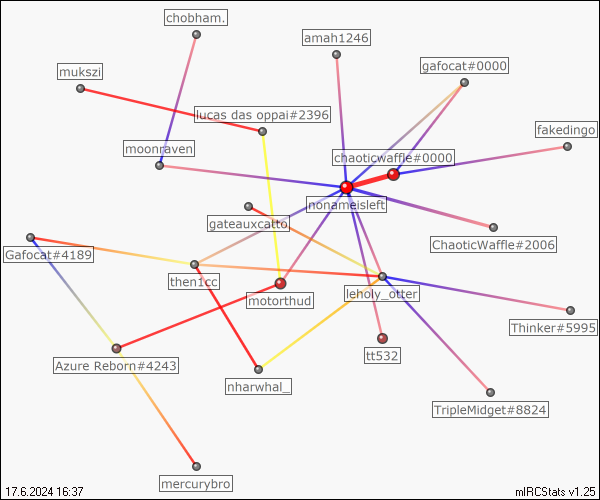 chobham.
amah1246
gafocat#0000
mukszi
lucas das oppai#2396
fakedingo
moonraven
chaoticwaffle#0000
nonameisleft
gateauxcatto
ChaoticWaffle#2006
Gafocat#4189
then1cc
leholy_otter
motorthud
Thinker#5995
tt532
Azure Reborn#4243
nharwhal_
TripleMidget#8824
mercurybro
17.6.2024 16:37
mIRCStats v1.25